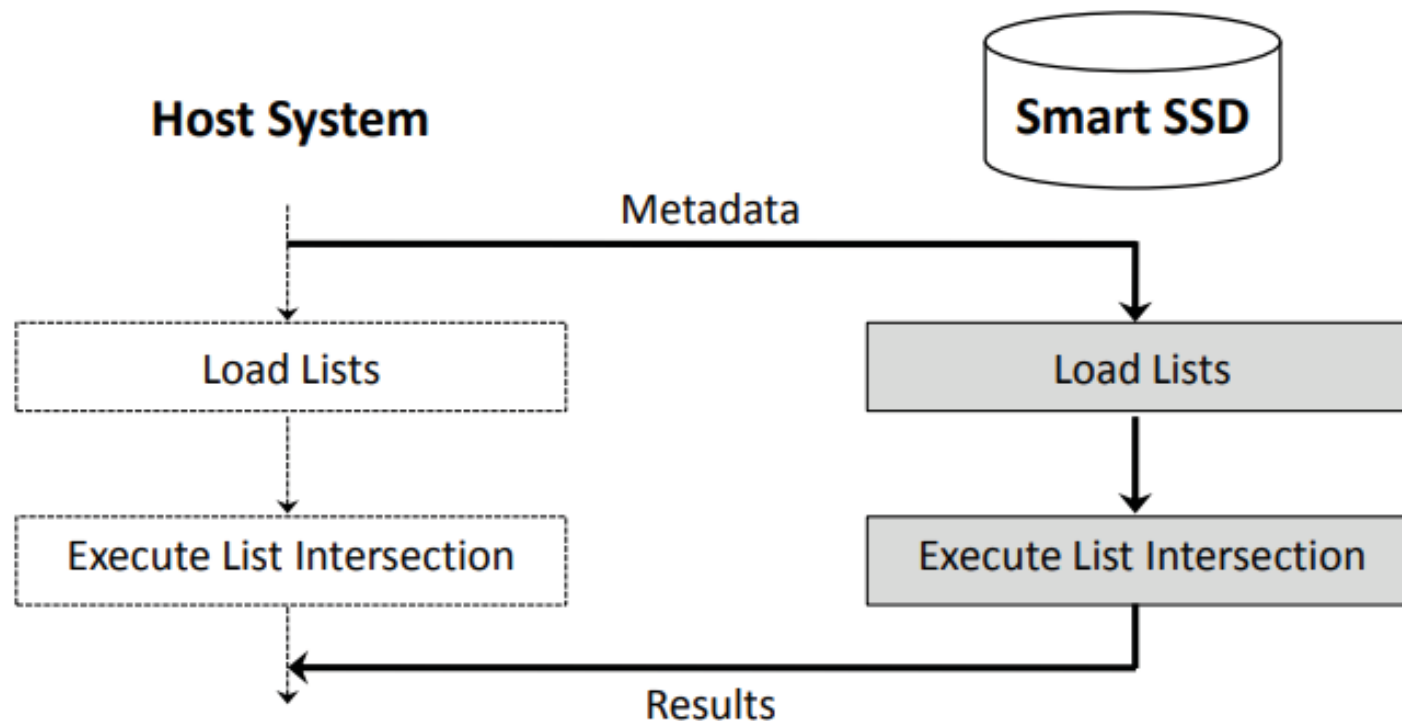 Host System
Smart SSD
Metadata
Load Lists
Load Lists
Execute List Intersection
Execute List Intersection
Results